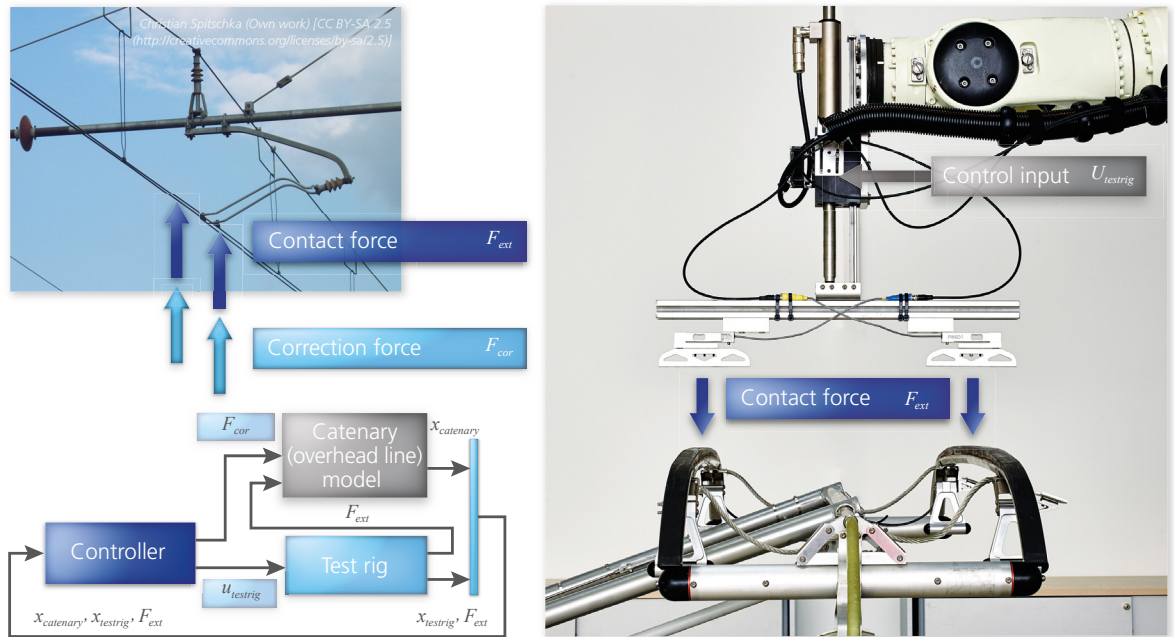 Christian Spitschka (Own work) [CC BY-SA 2.5
(http://creativecommons.org/licenses/by-sa/2.5)]
Contact force F_ext
Correction force F_cor
F_cor
Catenary
(overhead line)
model
x_catenary
F_ext
Controller
Test rig
u_testrig
x_catenary, x_testrig, F_ext
x_testrig, F_ext
Control input U_testrig
Contact force F_ext